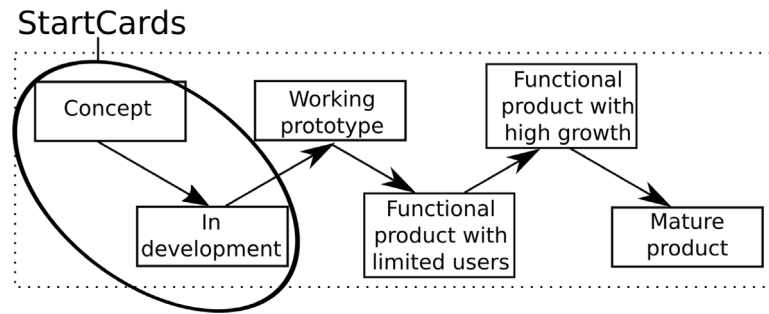 StartCards
Concept
In
development
Working
prototype
Functional
product with
limited users
Functional
product with
high growth
Mature
product